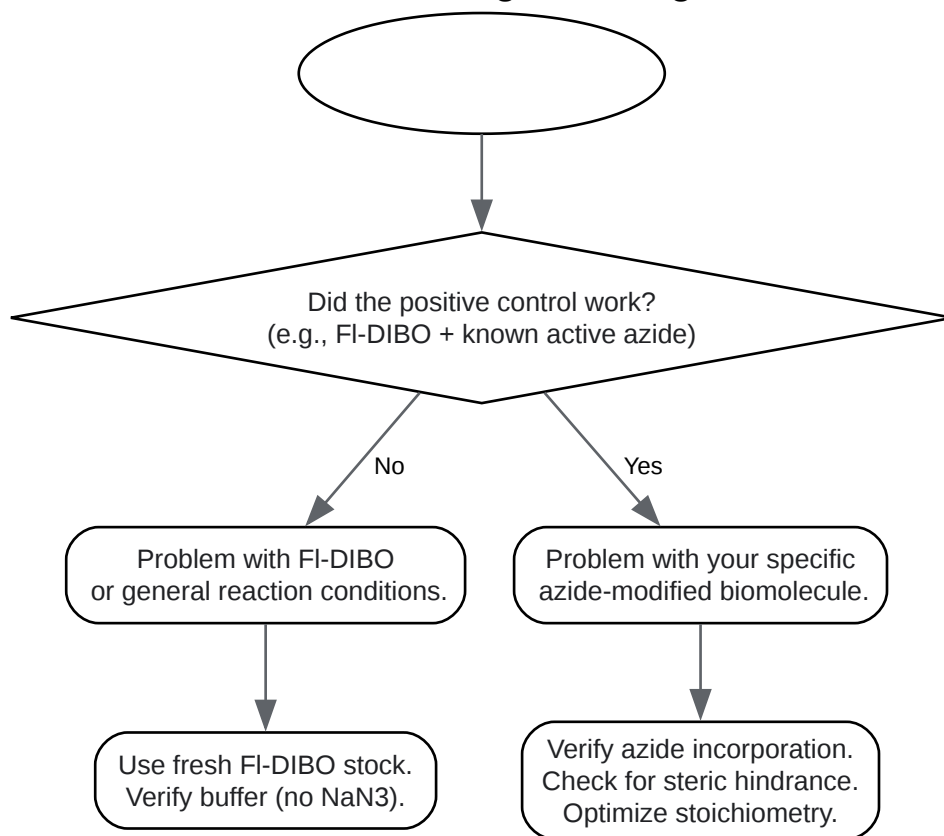 Did the positive control work?
(e.g., Fl-DIBO + known active azide)
No
Yes
Problem with Fl-DIBO
or general reaction conditions.
Problem with your specific
azide-modified biomolecule.
Use fresh Fl-DIBO stock.
Verify buffer (no NaN3).
Verify azide incorporation.
Check for steric hindrance.
Optimize stoichiometry.